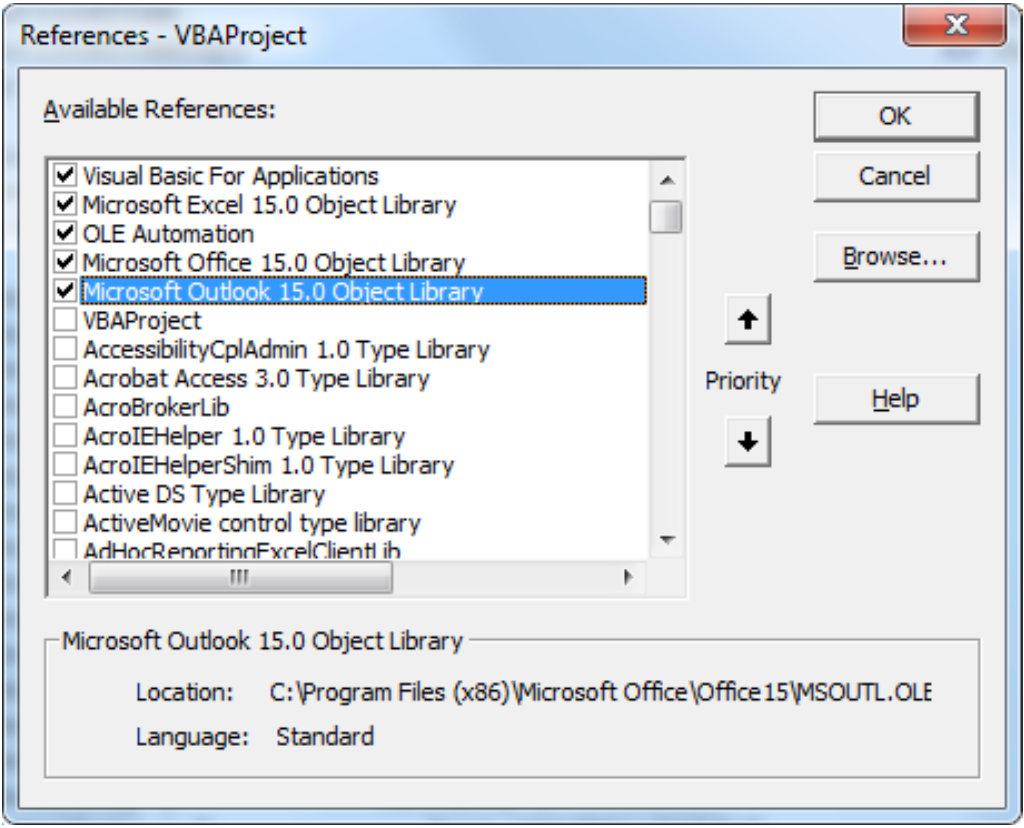 References - VBAProject
Available References:
Visual Basic For Applications
Microsoft Excel 15.0 Object Library
OLE Automation
Microsoft Office 15.0 Object Library
Microsoft Outlook 15.0 Object Library
VBAProject
AccessibilityCplAdmin 1.0 Type Library
Acrobat Access 3.0 Type Library
AcroBrokerLib
AcroIEHelper 1.0 Type Library
AcroIEHelperShim 1.0 Type Library
Active DS Type Library
ActiveMovie control type library
AdHocReportingExcelClientLib
OK
Cancel
Browse...
Priority
Help
Microsoft Outlook 15.0 Object Library
Location: C:\Program Files (x86)\Microsoft Office\Office15\MSOUTL.OLB
Language: Standard